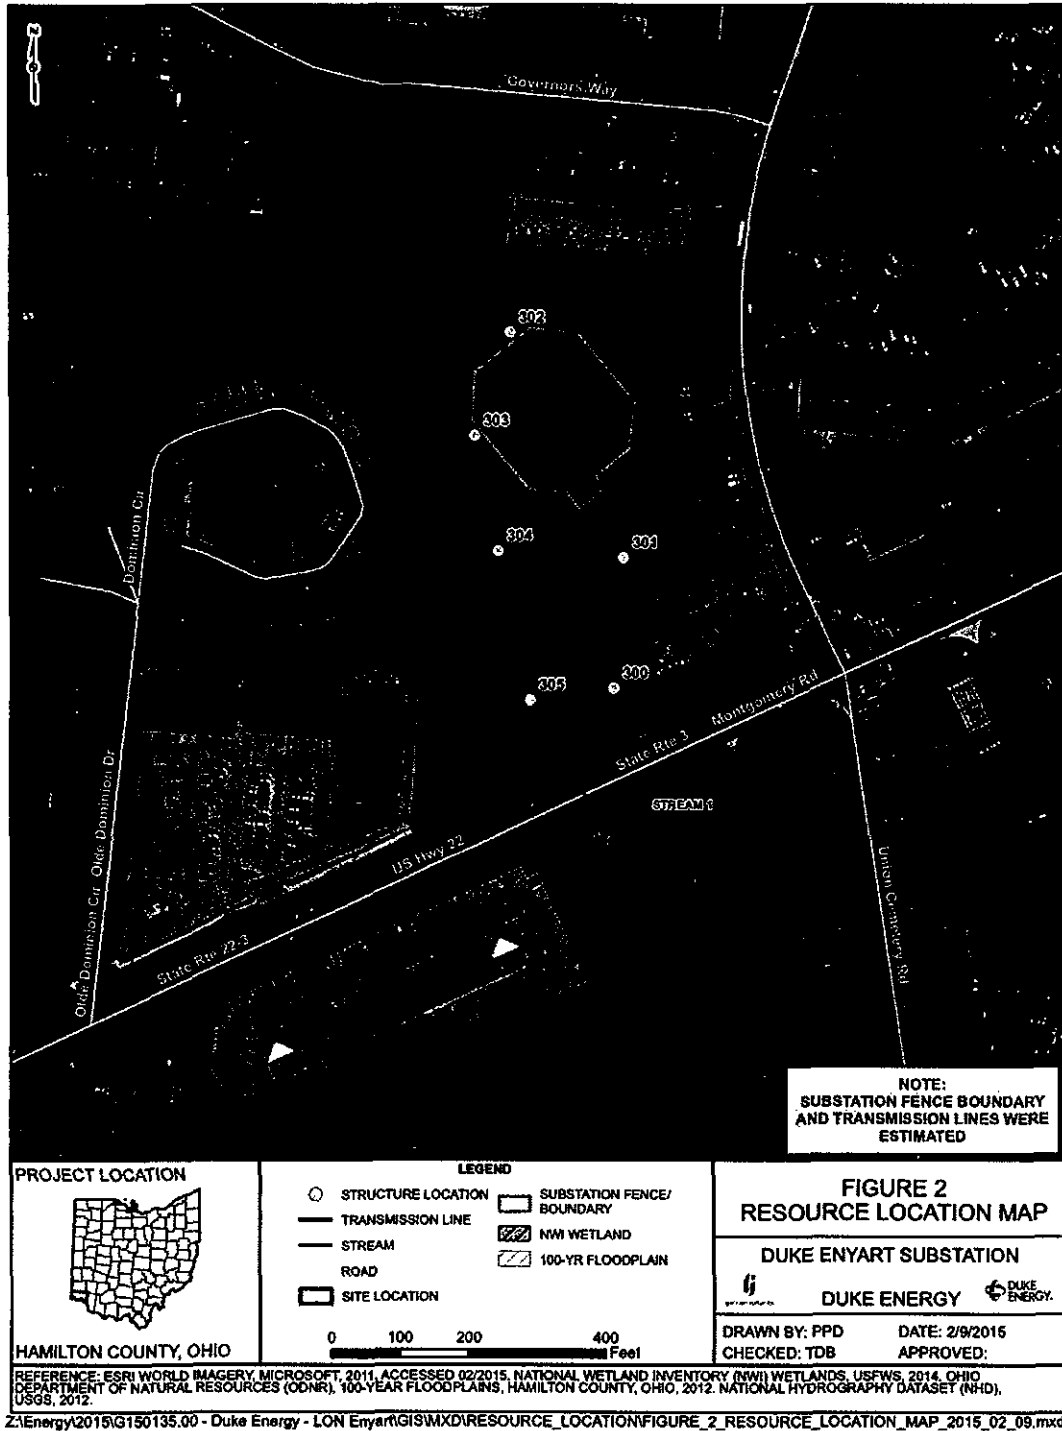 N
Governors Way
302
303
Dominion Cir
304
301
300
305
Montgomery Rd
State Rte 3
STREAM 1
US Hwy 22
Olde Dominion Dr
Olde Dominion Cir
State Rte 22-3
Union Cemetery Rd
NOTE:
SUBSTATION FENCE BOUNDARY
AND TRANSMISSION LINES WERE
ESTIMATED
PROJECT LOCATION
HAMILTON COUNTY, OHIO
LEGEND
STRUCTURE LOCATION
TRANSMISSION LINE
STREAM
ROAD
SITE LOCATION
SUBSTATION FENCE/
BOUNDARY
NWI WETLAND
100-YR FLOODPLAIN
0 100 200 400
Feet
FIGURE 2
RESOURCE LOCATION MAP
DUKE ENYART SUBSTATION
DUKE ENERGY
DUKE
ENERGY.
DRAWN BY: PPD DATE: 2/9/2015
CHECKED: TDB APPROVED:
REFERENCE: ESRI WORLD IMAGERY, MICROSOFT, 2011, ACCESSED 02/2015. NATIONAL WETLAND INVENTORY (NWI) WETLANDS, USFWS, 2014. OHIO
DEPARTMENT OF NATURAL RESOURCES (ODNR), 100-YEAR FLOODPLAINS, HAMILTON COUNTY, OHIO, 2012. NATIONAL HYDROGRAPHY DATASET (NHD),
USGS, 2012.
Z:\Energy\2015\G150135.00 - Duke Energy - LON Enyart\GIS\MXD\RESOURCE_LOCATION\FIGURE_2_RESOURCE_LOCATION_MAP_2015_02_09.mxd